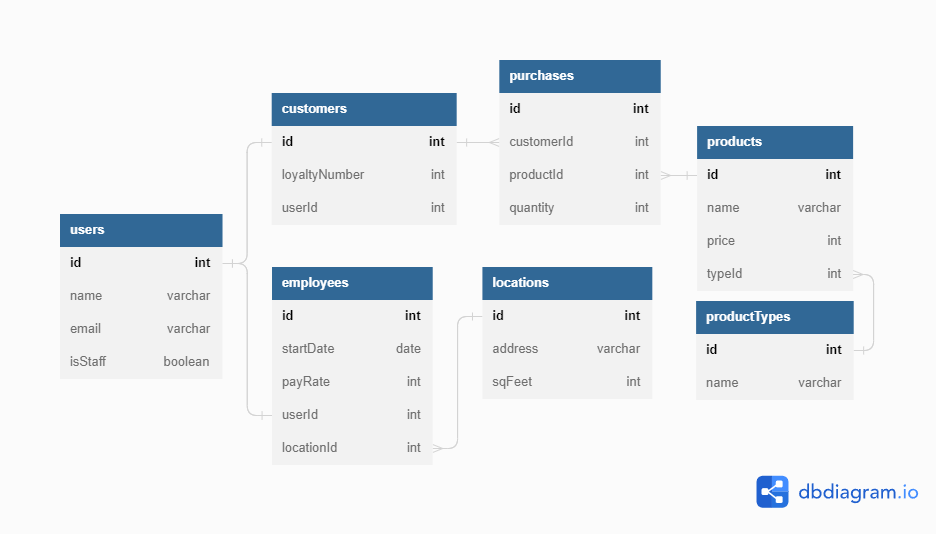 users
id int
name varchar
email varchar
isStaff boolean
customers
id int
loyaltyNumber int
userId int
employees
id int
startDate date
payRate int
userId int
locationId int
purchases
id int
customerId int
productId int
quantity int
locations
id int
address varchar
sqFeet int
products
id int
name varchar
price int
typeId int
productTypes
id int
name varchar
dbdiagram.io